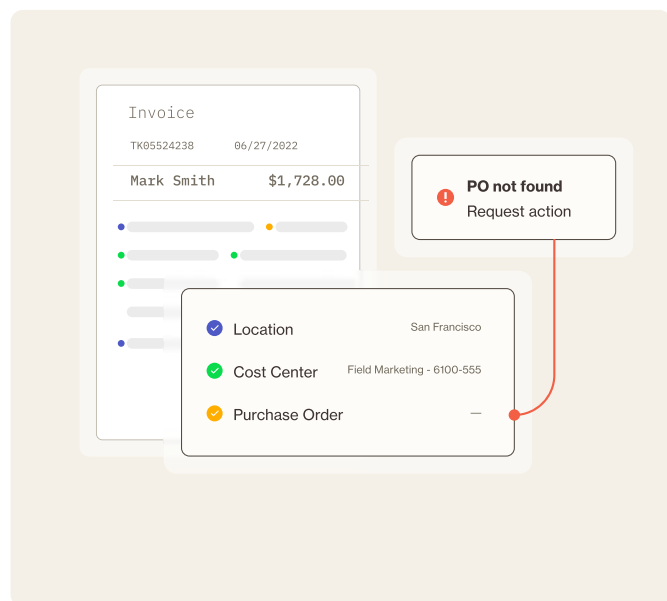 Invoice
TK05524238 06/27/2022
Mark Smith $1,728.00
PO not found
Request action
Location San Francisco
Cost Center Field Marketing - 6100-555
Purchase Order —